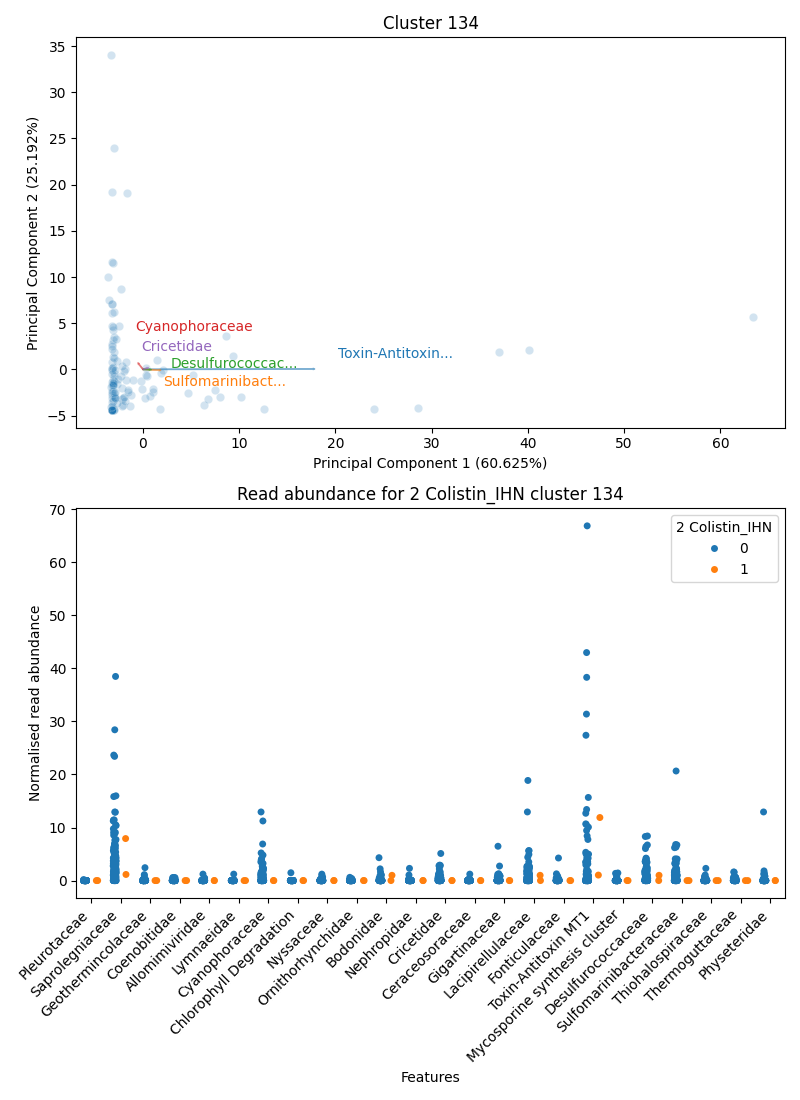 Cluster 134
35
30
25
20
15
10
5
0
−5
Principal Component 2 (25.192%)
Cyanophoraceae
Cricetidae
Toxin-Antitoxin...
Desulfurococcac...
Sulfomarinibact...
0
10
20
30
40
50
60
Principal Component 1 (60.625%)
Read abundance for 2 Colistin_IHN cluster 134
70
60
50
40
30
20
10
0
Normalised read abundance
2 Colistin_IHN
0
1
Pleurotaceae
Saprolegniaceae
Geothermincolaceae
Coenobitidae
Allomimiviridae
Lymnaeidae
Cyanophoraceae
Chlorophyll Degradation
Nyssaceae
Ornithorhynchidae
Bodonidae
Nephropidae
Cricetidae
Ceraceosoraceae
Gigartinaceae
Lacipirellulaceae
Fonticulaceae
Toxin-Antitoxin MT1
Mycosporine synthesis cluster
Desulfurococcaceae
Sulfomarinibacteraceae
Thiohalospiraceae
Thermoguttaceae
Physeteridae
Features